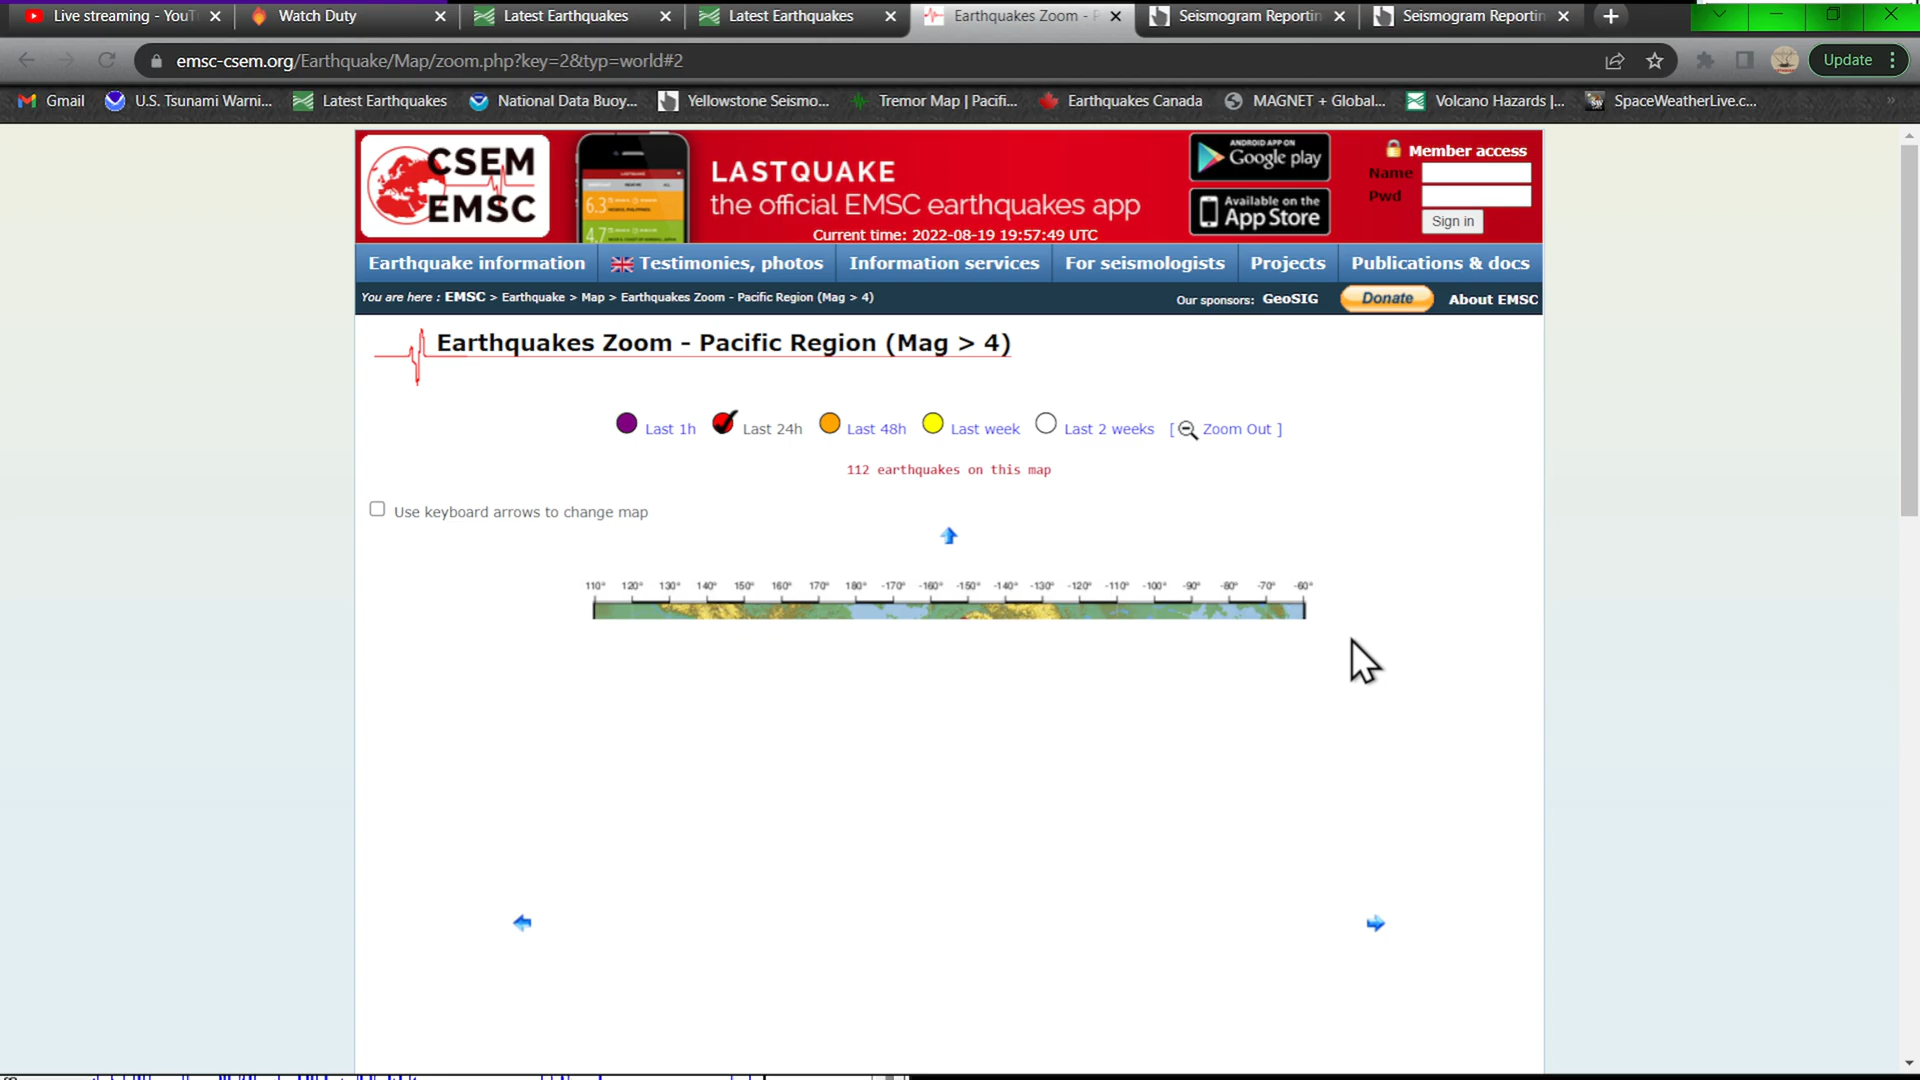 Live streaming - YouT
Watch Duty
Latest Earthquakes
Latest Earthquakes
Earthquakes Zoom - P
Seismogram Reportin
Seismogram Reportin
emsc-csem.org/Earthquake/Map/zoom.php?key=2&typ=world#2
Update
Gmail
U.S. Tsunami Warni...
Latest Earthquakes
National Data Buoy...
Yellowstone Seismo...
Tremor Map | Pacifi...
Earthquakes Canada
MAGNET + Global...
Volcano Hazards |...
SpaceWeatherLive.c...
CSEM
EMSC
6.3
4.7
LASTQUAKE
the official EMSC earthquakes app
Current time: 2022-08-19 19:57:49 UTC
ANDROID APP ON
Google play
Available on the
App Store
Member access
Name
Pwd
Sign in
Earthquake information
Testimonies, photos
Information services
For seismologists
Projects
Publications & docs
You are here : EMSC > Earthquake > Map > Earthquakes Zoom - Pacific Region (Mag > 4)
Our sponsors: GeoSIG
Donate
About EMSC
Earthquakes Zoom - Pacific Region (Mag > 4)
Last 1h
Last 24h
Last 48h
Last week
Last 2 weeks
[ Zoom Out ]
112 earthquakes on this map
Use keyboard arrows to change map
110° 120° 130° 140° 150° 160° 170° 180° -170° -160° -150° -140° -130° -120° -110° -100° -90° -80° -70° -60°